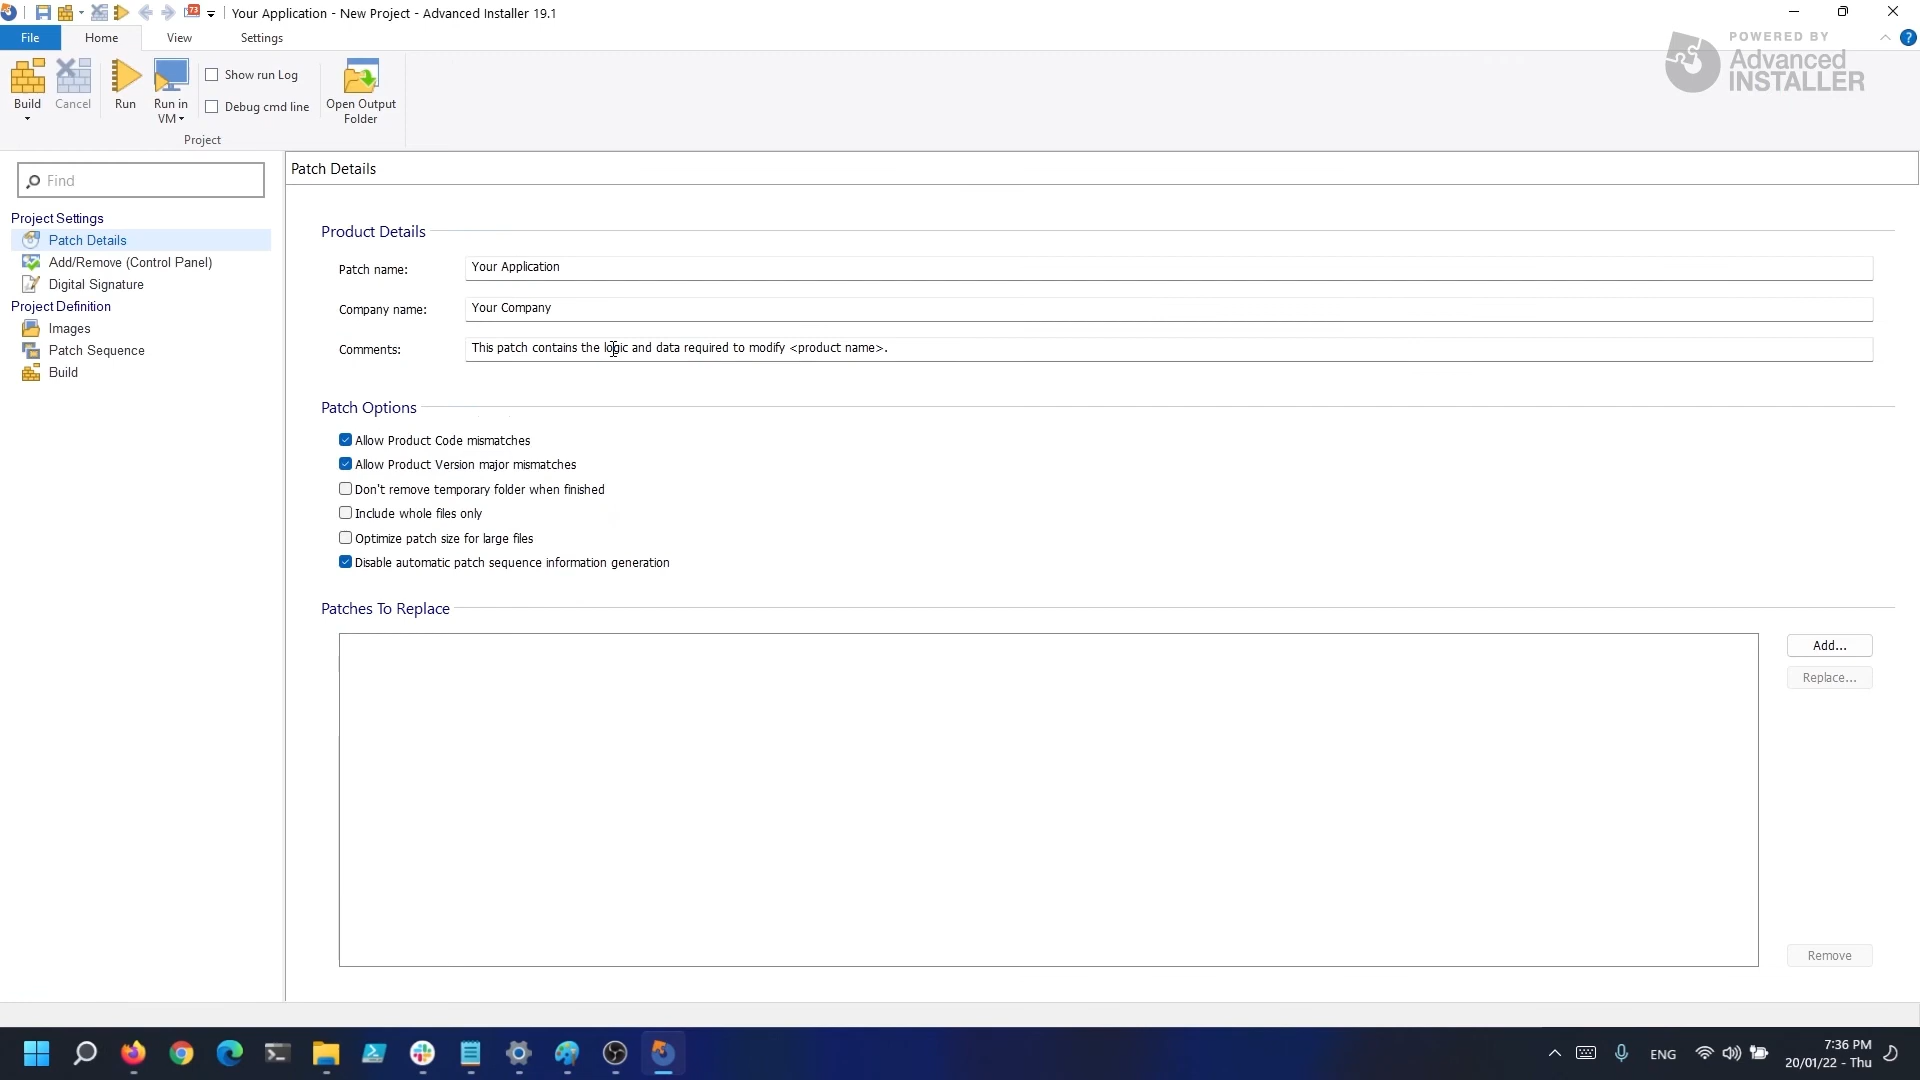 Your Application - New Project - Advanced Installer 19.1
File
Home
View
Settings
?
POWERED BY
Advanced
INSTALLER
Build
Cancel
Run
Run in
VM
Show run Log
Debug cmd line
Open Output
Folder
Project
Find
Project Settings
Patch Details
Add/Remove (Control Panel)
Digital Signature
Project Definition
Images
Patch Sequence
Build
Patch Details
Product Details
Patch name:
Your Application
Company name:
Your Company
Comments:
This patch contains the logic and data required to modify <product name>.
Patch Options
Allow Product Code mismatches
Allow Product Version major mismatches
Don't remove temporary folder when finished
Include whole files only
Optimize patch size for large files
Disable automatic patch sequence information generation
Patches To Replace
Add...
Replace...
Remove
ENG
7:36 PM
20/01/22 - Thu